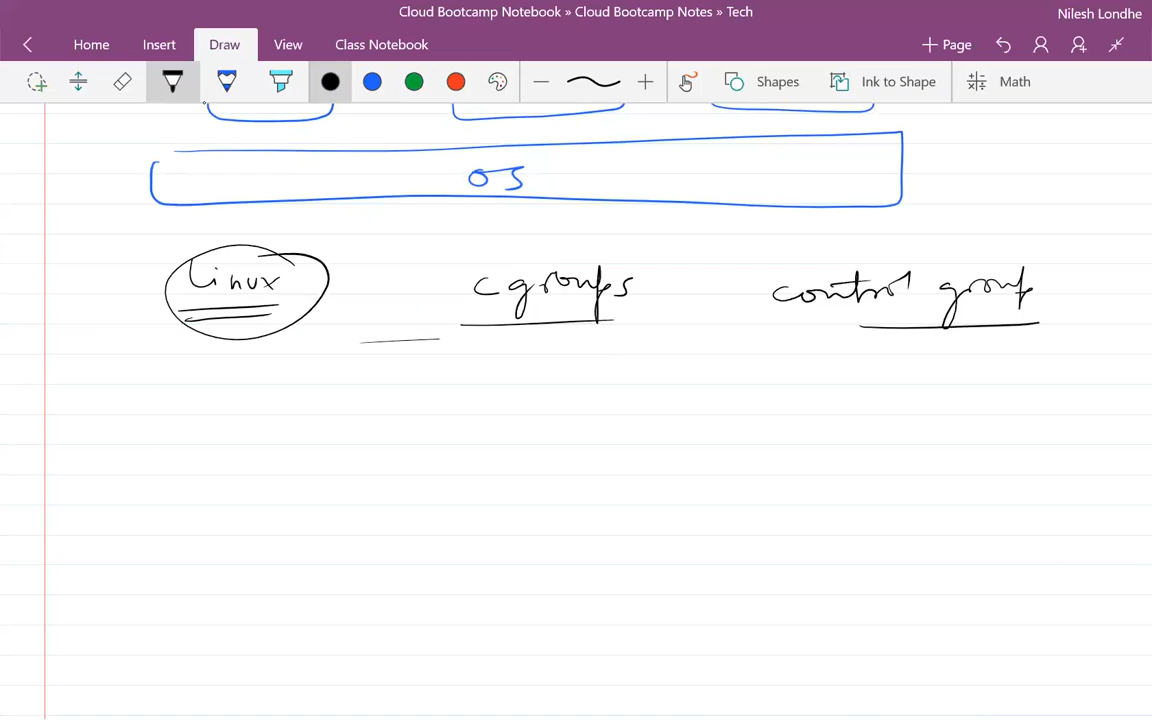 Cloud Bootcamp Notebook » Cloud Bootcamp Notes » Tech
Nilesh Londhe
Home Insert Draw View Class Notebook
Page
Shapes Ink to Shape Math
OS
Linux cgroups control group